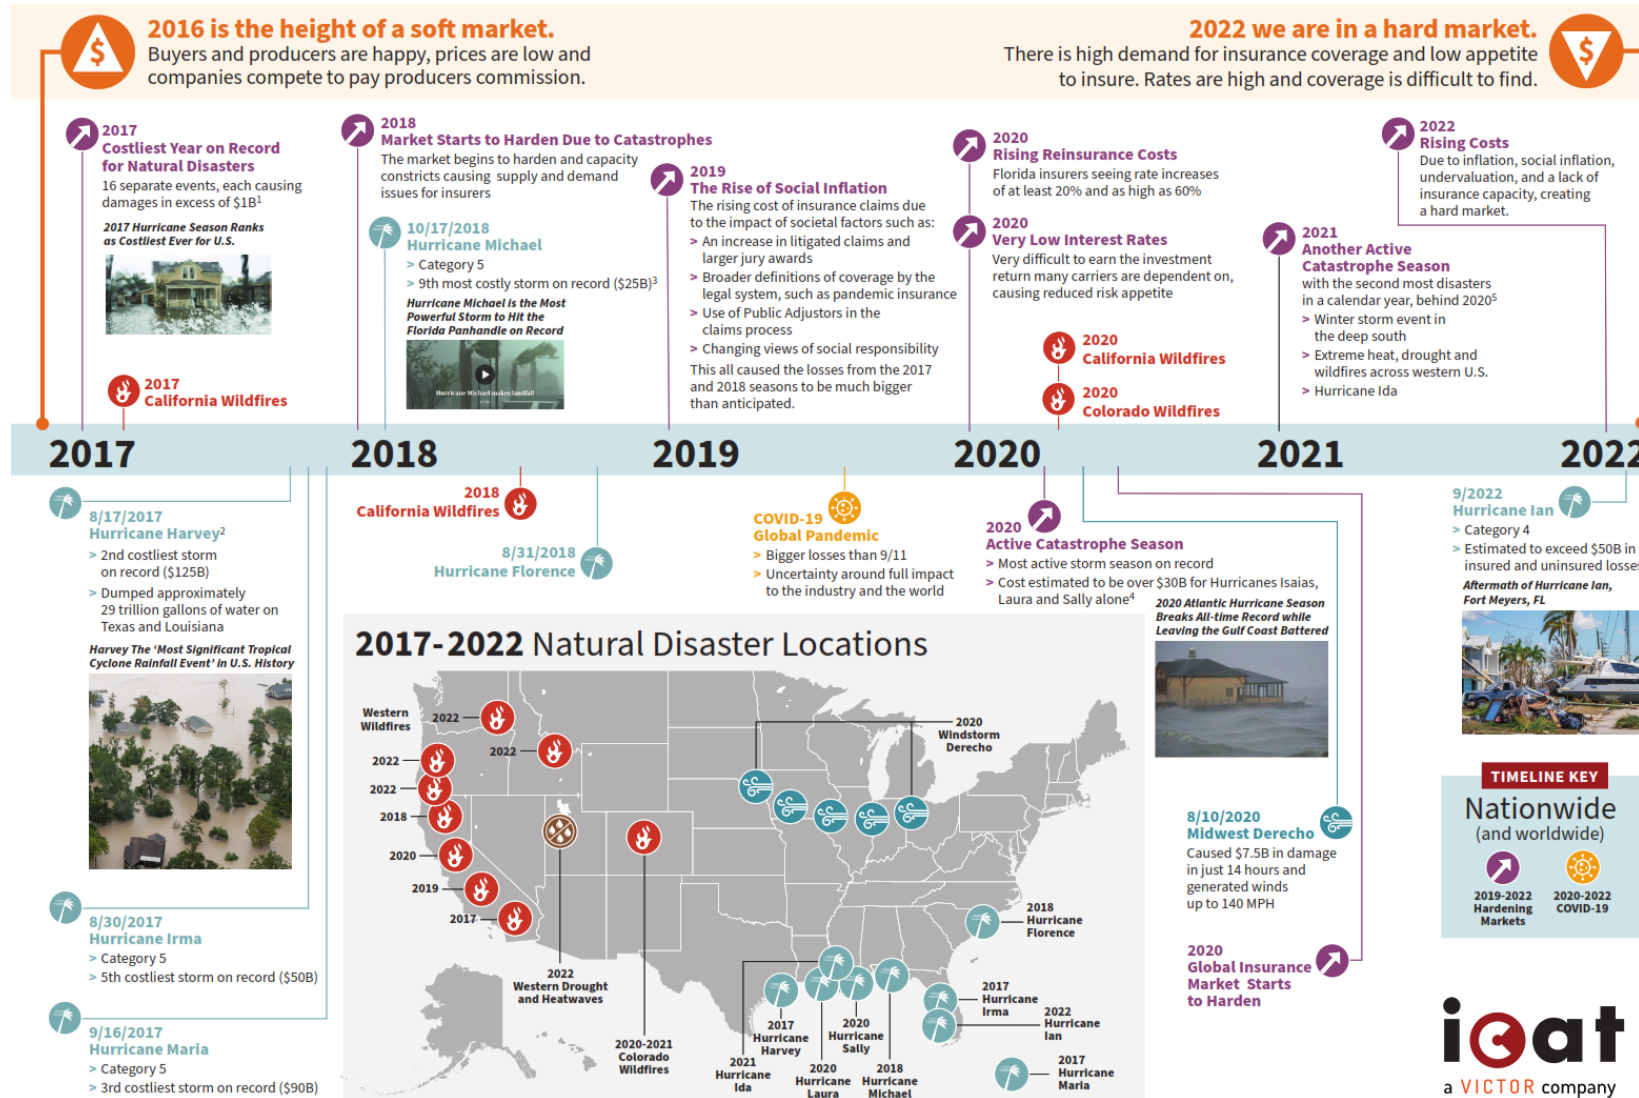 2016 is the height of a soft market.
Buyers and producers are happy, prices are low and
companies compete to pay producers commission.
2022 we are in a hard market.
There is high demand for insurance coverage and low appetite
to insure. Rates are high and coverage is difficult to find.
2017
Costliest Year on Record
for Natural Disasters
16 separate events, each causing
damages in excess of $1B1
2017 Hurricane Season Ranks
as Costliest Ever for U.S.
2017
California Wildfires
2018
Market Starts to Harden Due to Catastrophes
The market begins to harden and capacity
constricts causing supply and demand
issues for insurers
10/17/2018
Hurricane Michael
> Category 5
> 9th most costly storm on record ($25B)3
Hurricane Michael is the Most
Powerful Storm to Hit the
Florida Panhandle on Record
Hurricane Michael makes landfall
2019
The Rise of Social Inflation
The rising cost of insurance claims due
to the impact of societal factors such as:
> An increase in litigated claims and
larger jury awards
> Broader definitions of coverage by the
legal system, such as pandemic insurance
> Use of Public Adjustors in the
claims process
> Changing views of social responsibility
This all caused the losses from the 2017
and 2018 seasons to be much bigger
than anticipated.
2020
Rising Reinsurance Costs
Florida insurers seeing rate increases
of at least 20% and as high as 60%
2020
Very Low Interest Rates
Very difficult to earn the investment
return many carriers are dependent on,
causing reduced risk appetite
2020
California Wildfires
2020
Colorado Wildfires
2021
Another Active
Catastrophe Season
with the second most disasters
in a calendar year, behind 20205
> Winter storm event in
the deep south
> Extreme heat, drought and
wildfires across western U.S.
> Hurricane Ida
2022
Rising Costs
Due to inflation, social inflation,
undervaluation, and a lack of
insurance capacity, creating
a hard market.
2017 2018 2019 2020 2021 2022
8/17/2017
Hurricane Harvey2
> 2nd costliest storm
on record ($125B)
> Dumped approximately
29 trillion gallons of water on
Texas and Louisiana
Harvey The ‘Most Significant Tropical
Cyclone Rainfall Event’ in U.S. History
8/30/2017
Hurricane Irma
> Category 5
> 5th costliest storm on record ($50B)
9/16/2017
Hurricane Maria
> Category 5
> 3rd costliest storm on record ($90B)
2018
California Wildfires
8/31/2018
Hurricane Florence
COVID-19
Global Pandemic
> Bigger losses than 9/11
> Uncertainty around full impact
to the industry and the world
2020
Active Catastrophe Season
> Most active storm season on record
> Cost estimated to be over $30B for Hurricanes Isaias,
Laura and Sally alone4
2020 Atlantic Hurricane Season
Breaks All-time Record while
Leaving the Gulf Coast Battered
8/10/2020
Midwest Derecho
Caused $7.5B in damage
in just 14 hours and
generated winds
up to 140 MPH
2020
Global Insurance
Market Starts
to Harden
9/2022
Hurricane Ian
> Category 4
> Estimated to exceed $50B in
insured and uninsured losses
Aftermath of Hurricane Ian,
Fort Meyers, FL
2017-2022 Natural Disaster Locations
Western
Wildfires
2022
2022
2022
2022
2018
2020
2019
2017
2022
Western Drought
and Heatwaves
2020-2021
Colorado
Wildfires
2020
Windstorm
Derecho
2018
Hurricane
Florence
2017
Hurricane
Irma
2022
Hurricane
Ian
2017
Hurricane
Maria
2021
Hurricane
Ida
2017
Hurricane
Harvey
2020
Hurricane
Laura
2020
Hurricane
Sally
2018
Hurricane
Michael
TIMELINE KEY
Nationwide
(and worldwide)
2019-2022
Hardening
Markets
2020-2022
COVID-19
icat
a VICTOR company